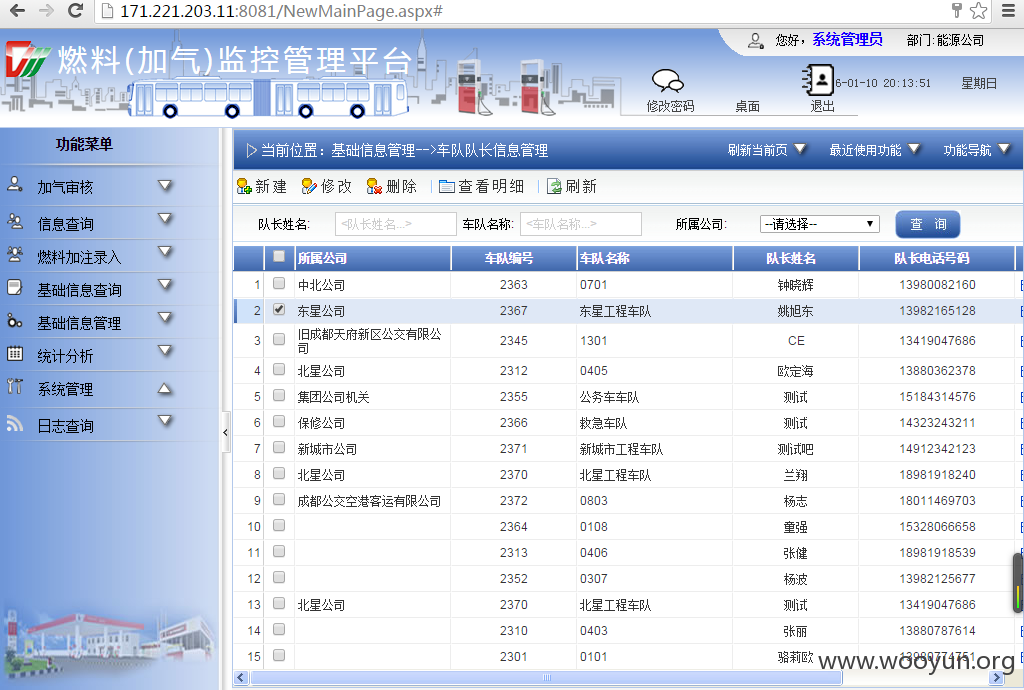 171.221.203.11:8081/NewMainPage.aspx#
您好，系统管理员 部门:能源公司
燃料(加气)监控管理平台
6-01-10 20:13:51 星期日
修改密码 桌面 退出
功能菜单
加气审核
信息查询
燃料加注录入
基础信息查询
基础信息管理
统计分析
系统管理
日志查询
当前位置：基础信息管理-->车队队长信息管理 刷新当前页 最近使用功能 功能导航
新建 修改 删除 查看明细 刷新
队长姓名: <队长姓名...> 车队名称: <车队名称...> 所属公司: --请选择-- 查 询
所属公司 车队编号 车队名称 队长姓名 队长电话号码
1 中北公司 2363 0701 钟晓辉 13980082160
2 东星公司 2367 东星工程车队 姚旭东 13982165128
3 旧成都天府新区公交有限公司 2345 1301 CE 13419047686
4 北星公司 2312 0405 欧定海 13880362378
5 集团公司机关 2355 公务车车队 测试 15184314576
6 保修公司 2366 救急车队 测试 14323243211
7 新城市公司 2371 新城市工程车队 测试吧 14912342123
8 北星公司 2370 北星工程车队 兰翔 18981918240
9 成都公交空港客运有限公司 2372 0803 杨志 18011469703
10 2364 0108 童强 15328066658
11 2313 0406 张健 18981918539
12 2352 0307 杨波 13982125677
13 北星公司 2370 北星工程车队 测试 13419047686
14 2310 0403 张丽 13880787614
15 2301 0101 骆莉欧
www.wooyun.org